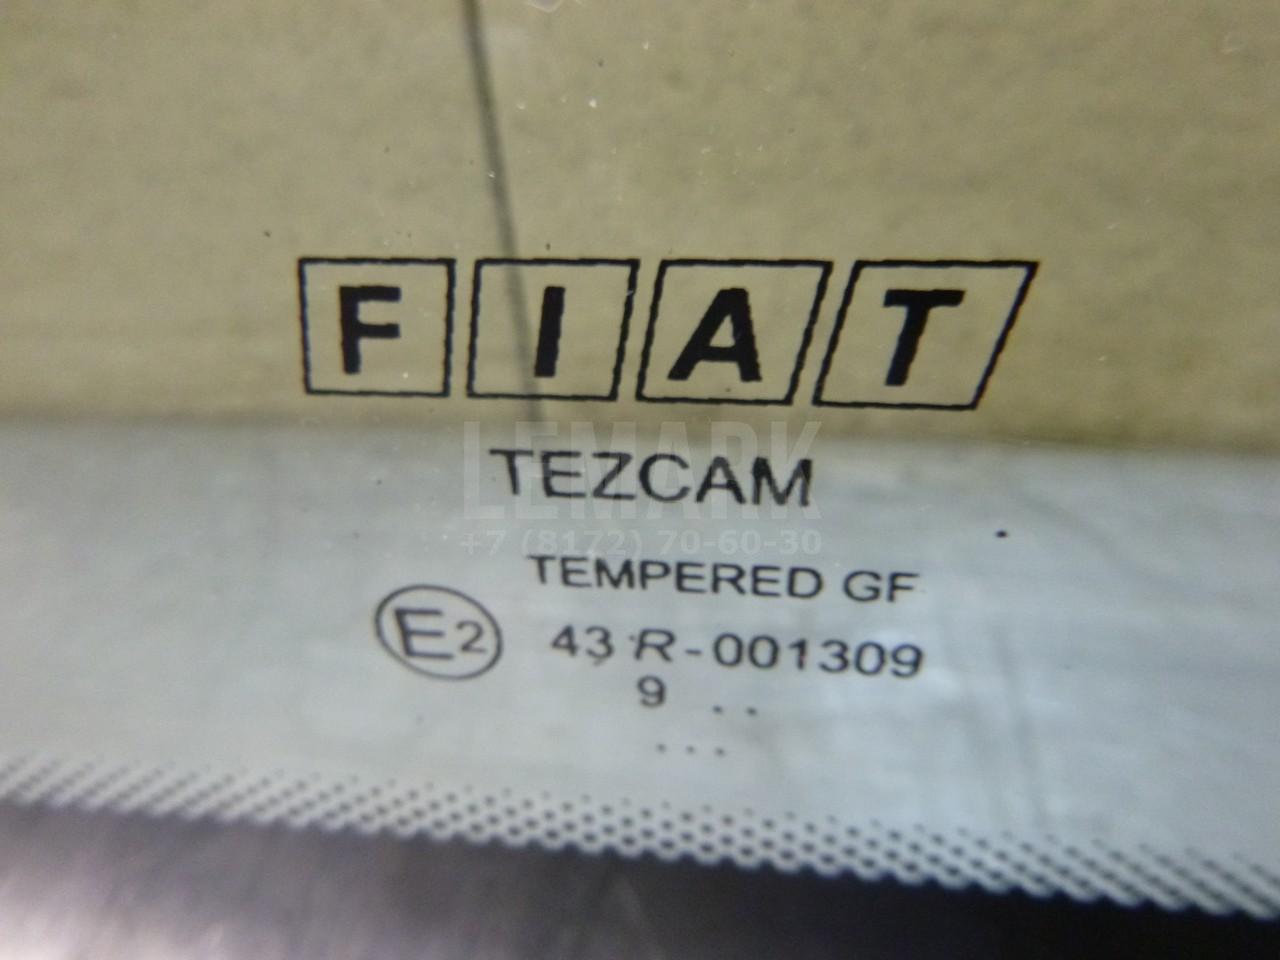 FIAT
TEZCAM
LEMARK
+7 (8172) 70-60-30
TEMPERED GF
E2 43 R-001309
9 ..
...